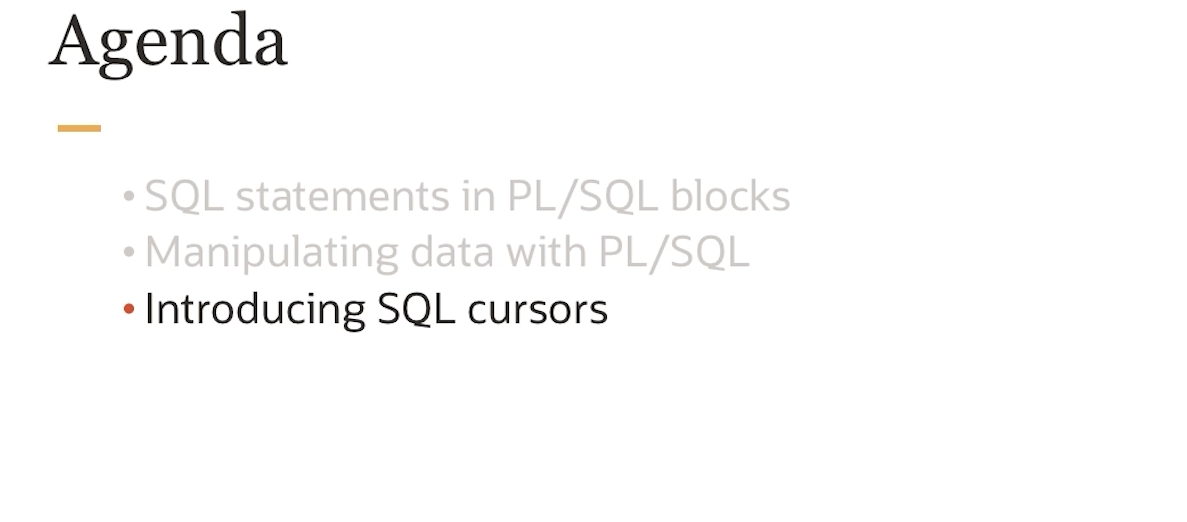 Agenda
• SQL statements in PL/SQL blocks
• Manipulating data with PL/SQL
• Introducing SQL cursors